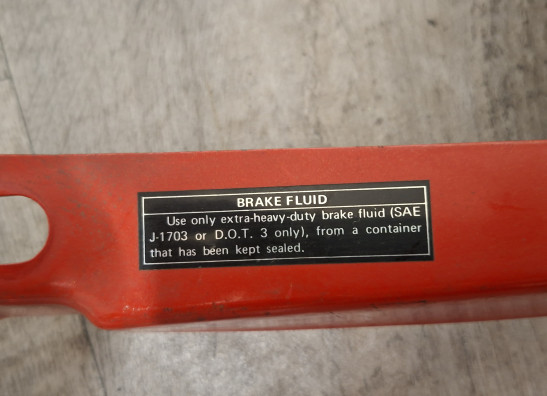 BRAKE FLUID
Use only extra-heavy-duty brake fluid (SAE
J-1703 or D.O.T. 3 only), from a container
that has been kept sealed.